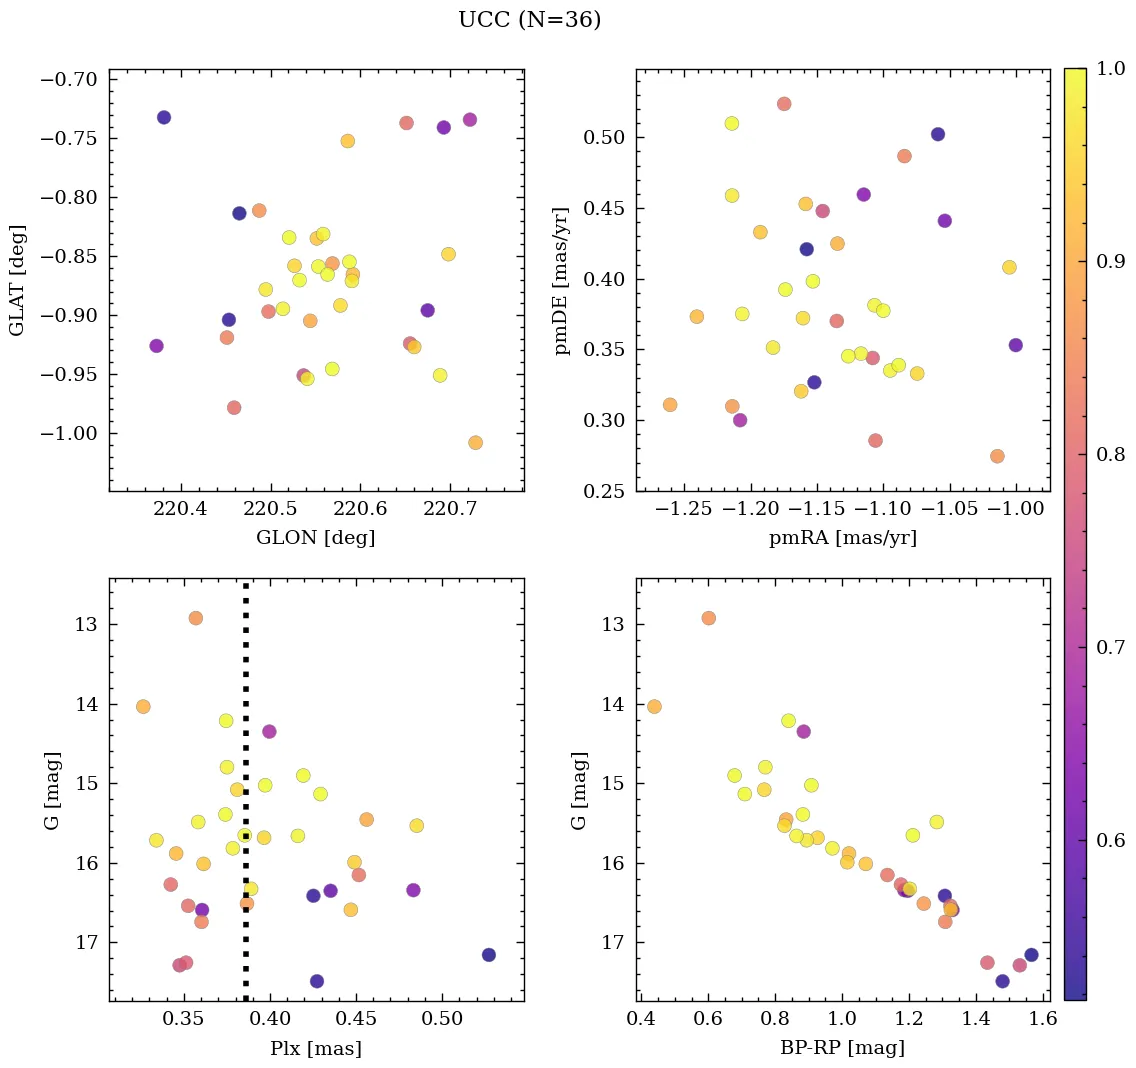 UCC (N=36)
−0.70
−0.75
−0.80
−0.85
−0.90
−0.95
−1.00
GLAT [deg]
220.4 220.5 220.6 220.7
GLON [deg]
0.50
0.45
0.40
0.35
0.30
0.25
pmDE [mas/yr]
−1.25 −1.20 −1.15 −1.10 −1.05 −1.00
pmRA [mas/yr]
1.0
0.9
0.8
0.7
0.6
13
14
15
16
17
G [mag]
0.35 0.40 0.45 0.50
Plx [mas]
13
14
15
16
17
G [mag]
0.4 0.6 0.8 1.0 1.2 1.4 1.6
BP-RP [mag]